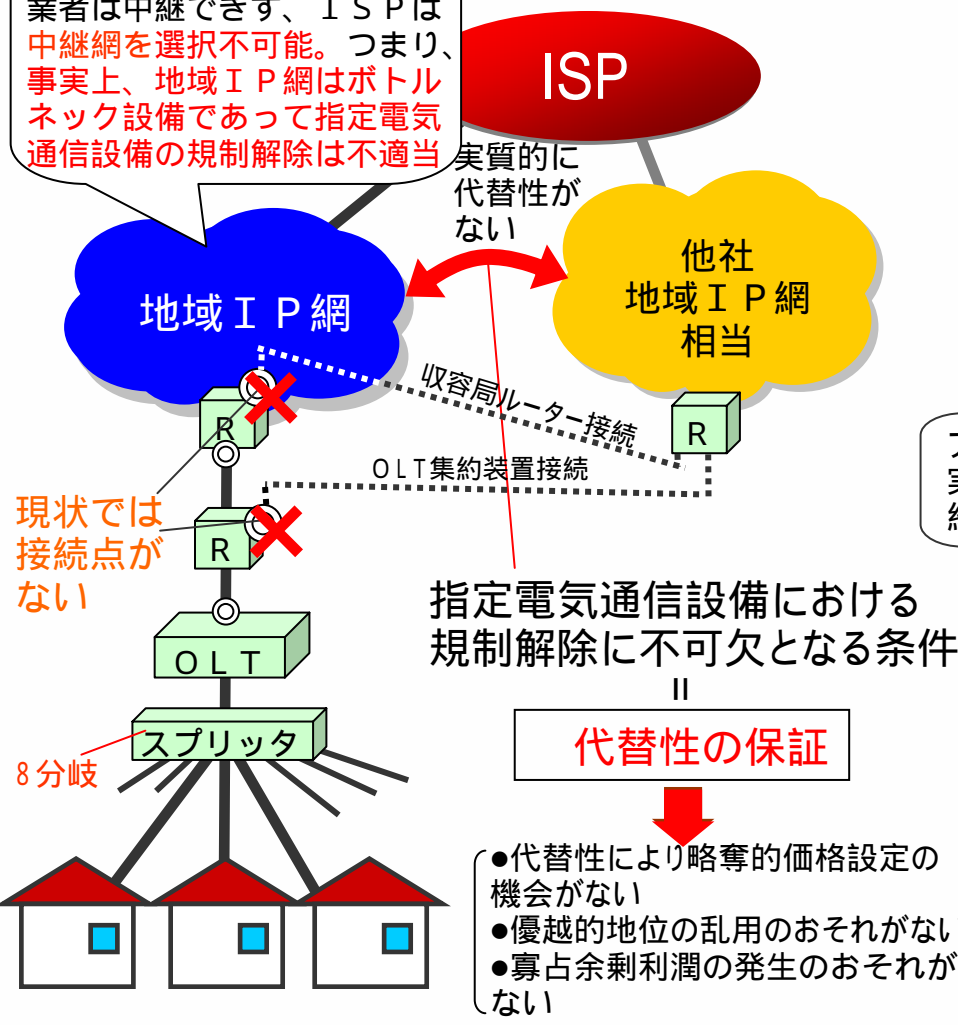 業者は中継できず、ＩＳＰは
中継網を選択不可能。つまり、
事実上、地域ＩＰ網はボトル
ネック設備であって指定電気
通信設備の規制解除は不適当
ISP
実質的に
代替性が
ない
地域ＩＰ網
他社
地域ＩＰ網
相当
収容局ルーター接続
R
R
OLT集約装置接続
現状では
接続点が
ない
R
指定電気通信設備における
規制解除に不可欠となる条件
=
OLT
代替性の保証
スプリッタ
8分岐
●代替性により略奪的価格設定の
機会がない
●優越的地位の乱用のおそれがない
●寡占余剰利潤の発生のおそれが
ない